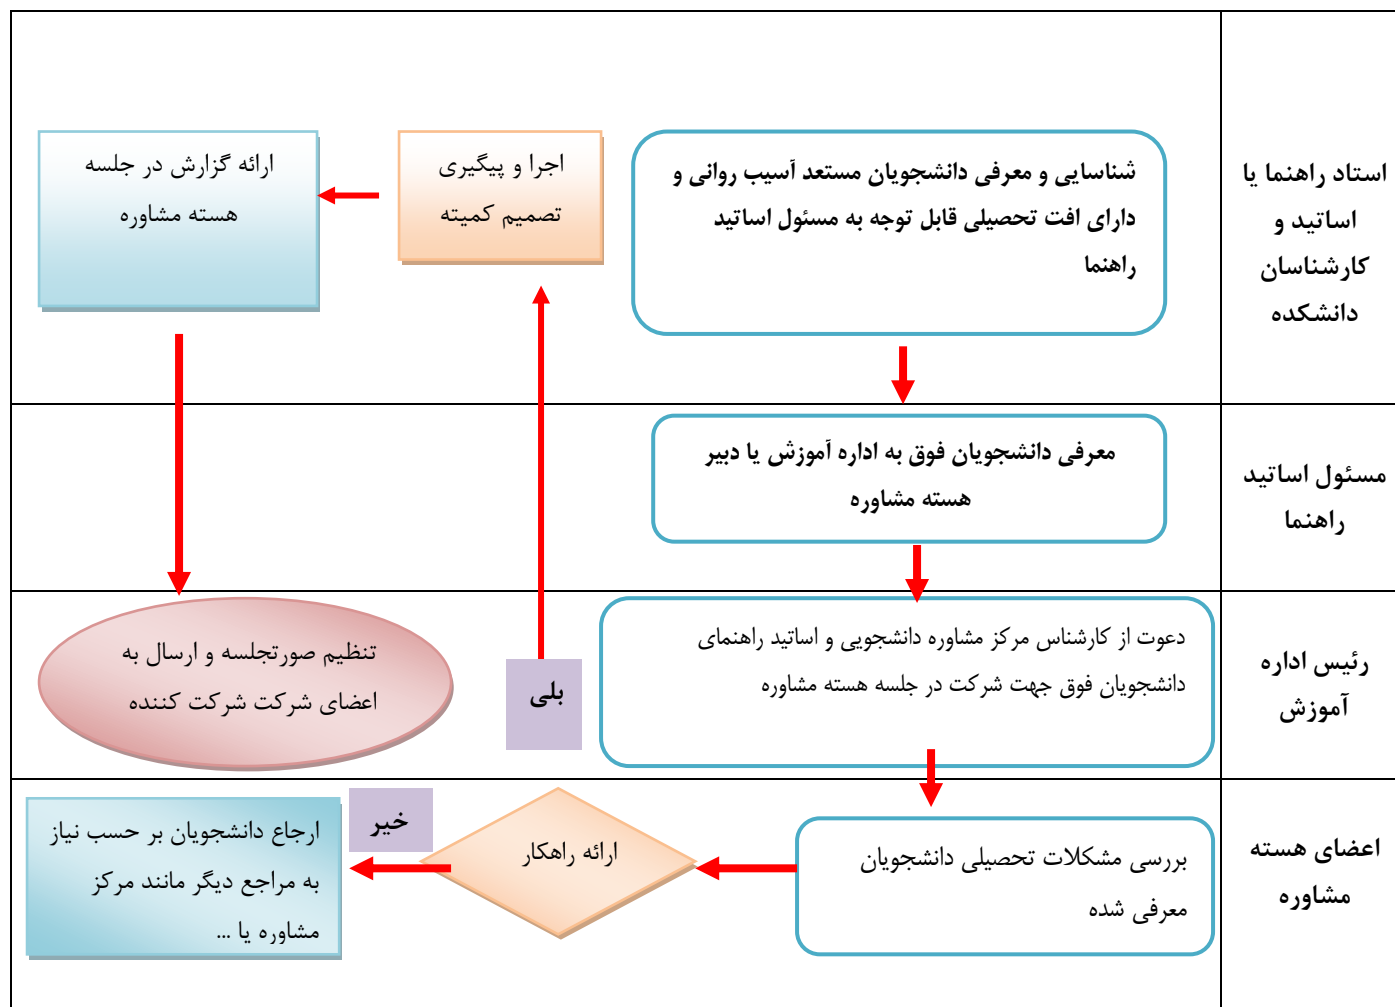 استاد راهنما یا
اساتید و
کارشناسان
دانشکده
شناسایی و معرفی دانشجویان مستعد آسیب روانی و
دارای افت تحصیلی قابل توجه به مسئول اساتید
راهنما
اجرا و پیگیری
تصمیم کمیته
ارائه گزارش در جلسه
هسته مشاوره
مسئول اساتید
راهنما
معرفی دانشجویان فوق به اداره آموزش یا دبیر
هسته مشاوره
رئیس اداره
آموزش
دعوت از کارشناس مرکز مشاوره دانشجویی و اساتید راهنمای
دانشجویان فوق جهت شرکت در جلسه هسته مشاوره
بلی
تنظیم صورتجلسه و ارسال به
اعضای شرکت شرکت کننده
اعضای هسته
مشاوره
بررسی مشکلات تحصیلی دانشجویان
معرفی شده
ارائه راهکار
خیر
ارجاع دانشجویان بر حسب نیاز
به مراجع دیگر مانند مرکز
مشاوره یا ...